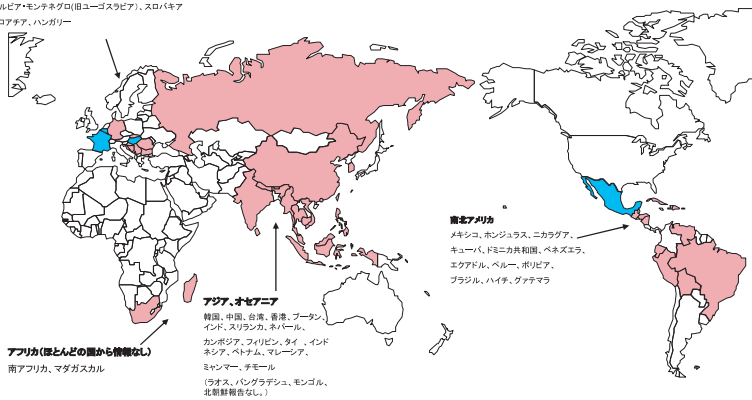 ルビア・モンテネグロ(旧ユーゴスラビア)、スロバキア
ロアチア、ハンガリー
南北アメリカ
メキシコ、ホンジュラス、ニカラグア、
キューバ、ドミニカ共和国、ベネズエラ、
エクアドル、ペルー、ボリビア、
ブラジル、ハイチ、グァテマラ
アジア、オセアニア
韓国、中国、台湾、香港、ブータン、
インド、スリランカ、ネパール、
カンボジア、フィリピン、タイ 、インド
ネシア、ベトナム、マレーシア、
ミャンマー、チモール
(ラオス、バングラデシュ、モンゴル、
北朝鮮報告なし。)
アフリカ(ほとんどの国から情報なし)
南アフリカ、マダガスカル